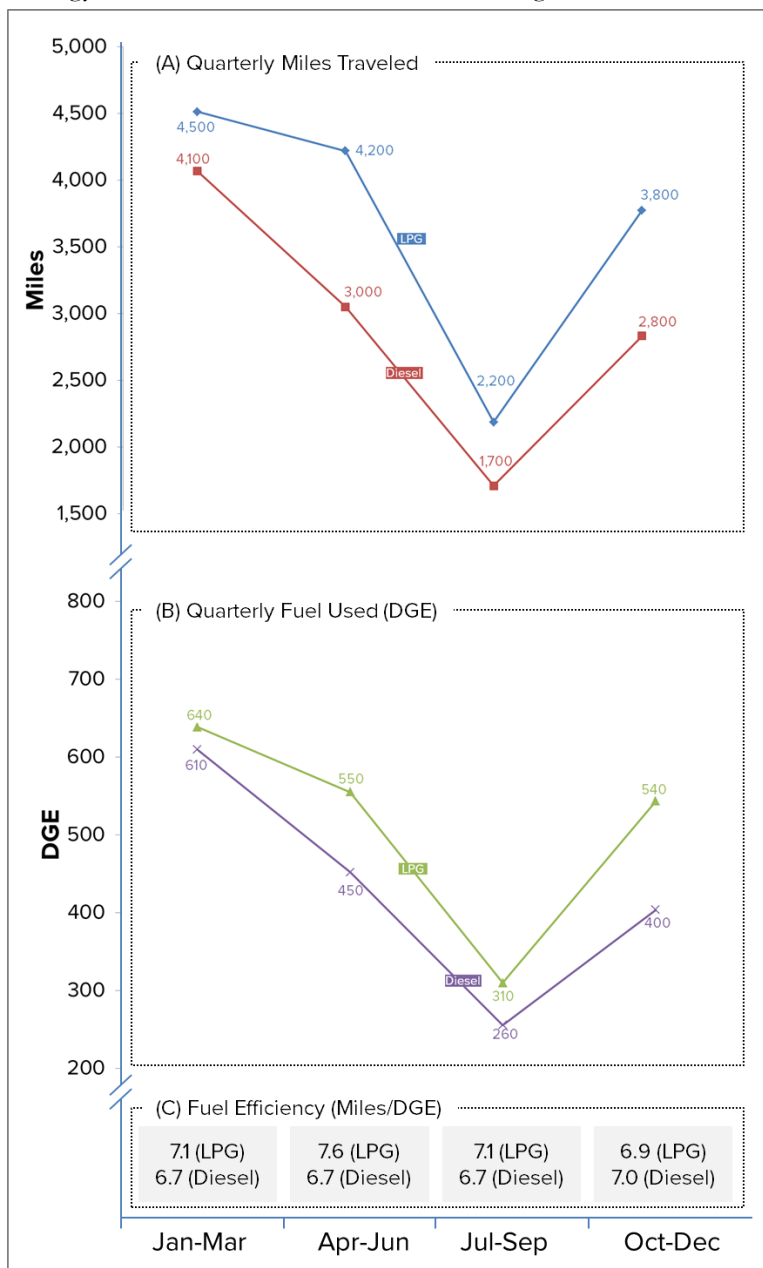 5,000
(A) Quarterly Miles Traveled
4,500
4,500
4,200
4,100
4,000
3,800
LPG
3,500
Miles
3,000
3,000
2,800
Diesel
2,500
2,200
2,000
1,700
1,500
800
(B) Quarterly Fuel Used (DGE)
700
640
600
610
550
540
500
DGE
LPG
450
400
400
300
Diesel
310
260
200
(C) Fuel Efficiency (Miles/DGE)
7.1 (LPG) 7.6 (LPG) 7.1 (LPG) 6.9 (LPG)
6.7 (Diesel) 6.7 (Diesel) 6.7 (Diesel) 7.0 (Diesel)
Jan-Mar Apr-Jun Jul-Sep Oct-Dec